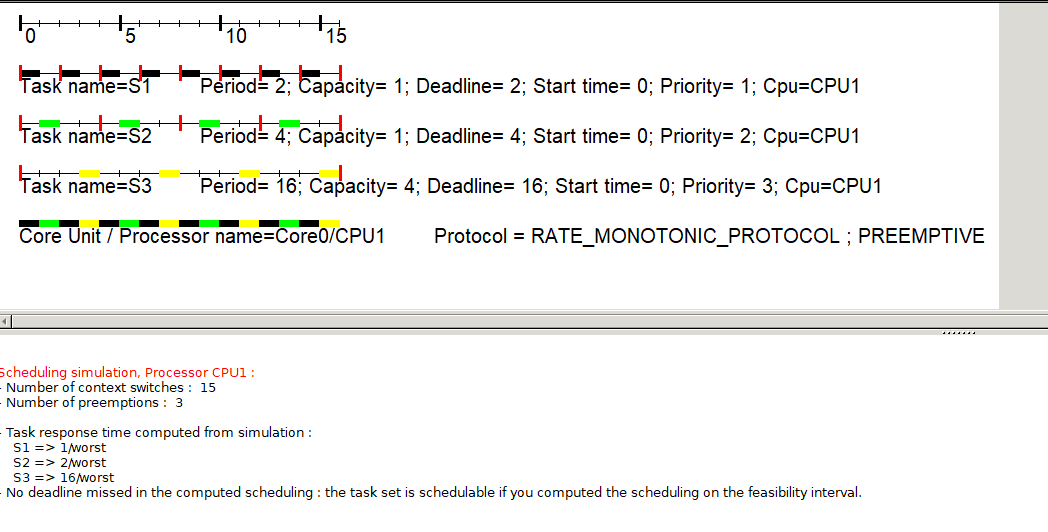 0 5 10 15
Task name=S1 Period= 2; Capacity= 1; Deadline= 2; Start time= 0; Priority= 1; Cpu=CPU1
Task name=S2 Period= 4; Capacity= 1; Deadline= 4; Start time= 0; Priority= 2; Cpu=CPU1
Task name=S3 Period= 16; Capacity= 4; Deadline= 16; Start time= 0; Priority= 3; Cpu=CPU1
Core Unit / Processor name=Core0/CPU1 Protocol = RATE_MONOTONIC_PROTOCOL ; PREEMPTIVE
Scheduling simulation, Processor CPU1 :
- Number of context switches : 15
- Number of preemptions : 3
- Task response time computed from simulation :
S1 => 1/worst
S2 => 2/worst
S3 => 16/worst
- No deadline missed in the computed scheduling : the task set is schedulable if you computed the scheduling on the feasibility interval.